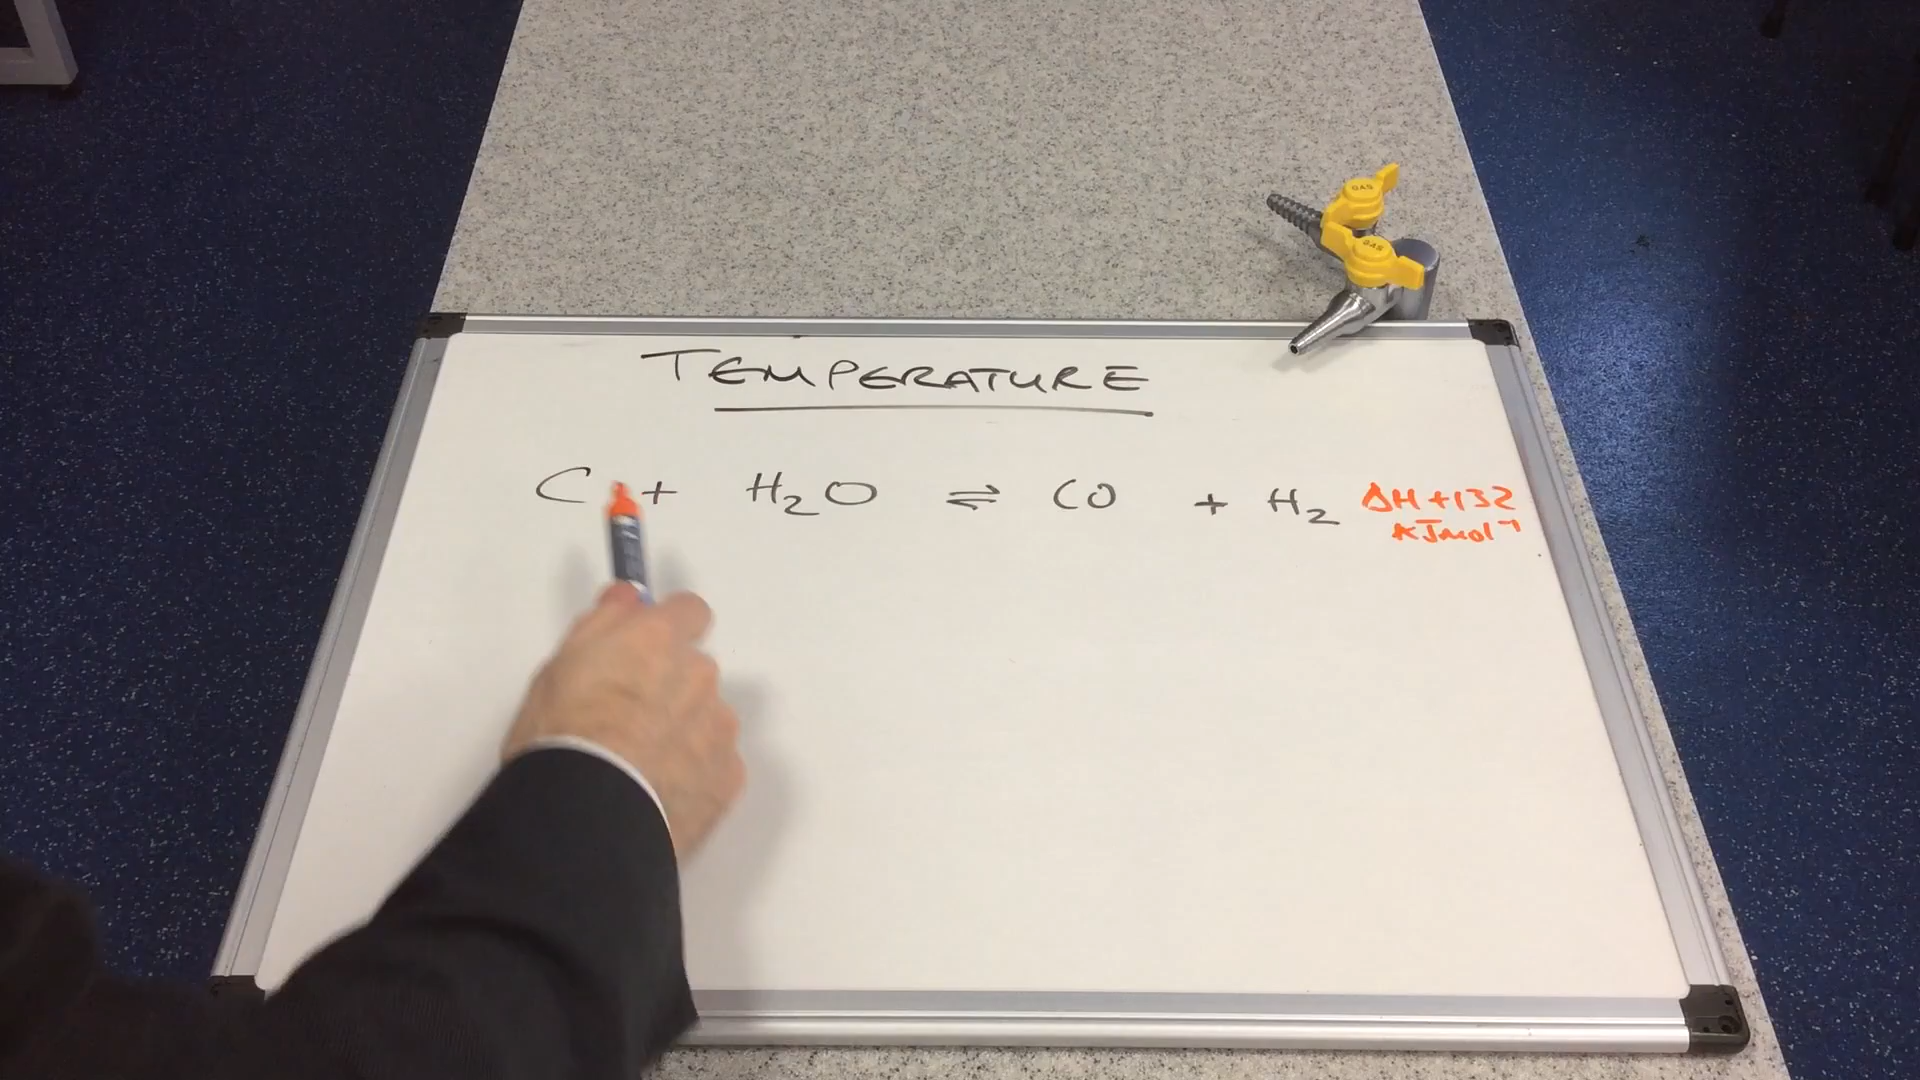 GAS
GAS
TEMPERATURE
C + H₂O ⇌ CO + H₂ ΔH +132
KJmol⁻¹